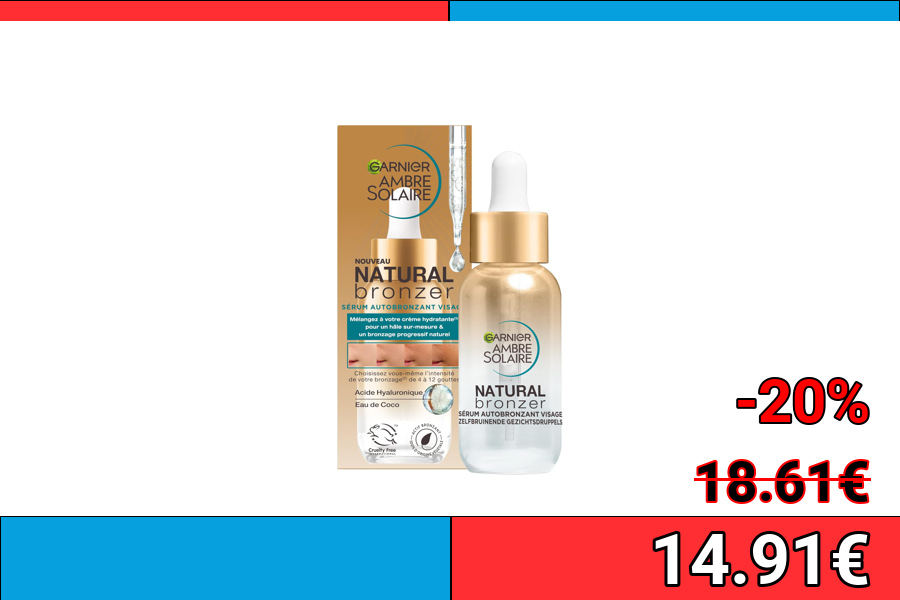 GARNIER
AMBRE
SOLAIRE
NOUVEAU
NATURAL
bronzer
SÉRUM AUTOBRONZANT VISAG
Mélangez à votre crème hydratante
pour un hâle sur-mesure &
un bronzage progressif naturel
Choisissez vous-même l'intensité
de votre bronzage de 4 à 12 gouttes
Acide Hyaluronique
Eau de Coco
Cruelty Free
GARNIER
AMBRE
SOLAIRE
NATURAL
bronzer
SÉRUM AUTOBRONZANT VISAGE
ZELFBRUINENDE GEZICHTSDRUPPELS
-20%
18.61€
14.91€